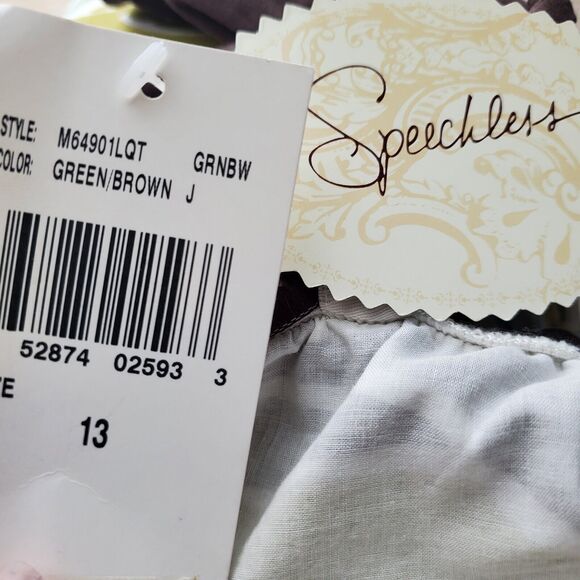 STYLE: M64901LQT GRNBW
COLOR: GREEN/BROWN J
52874 02593 3
13
Speechless